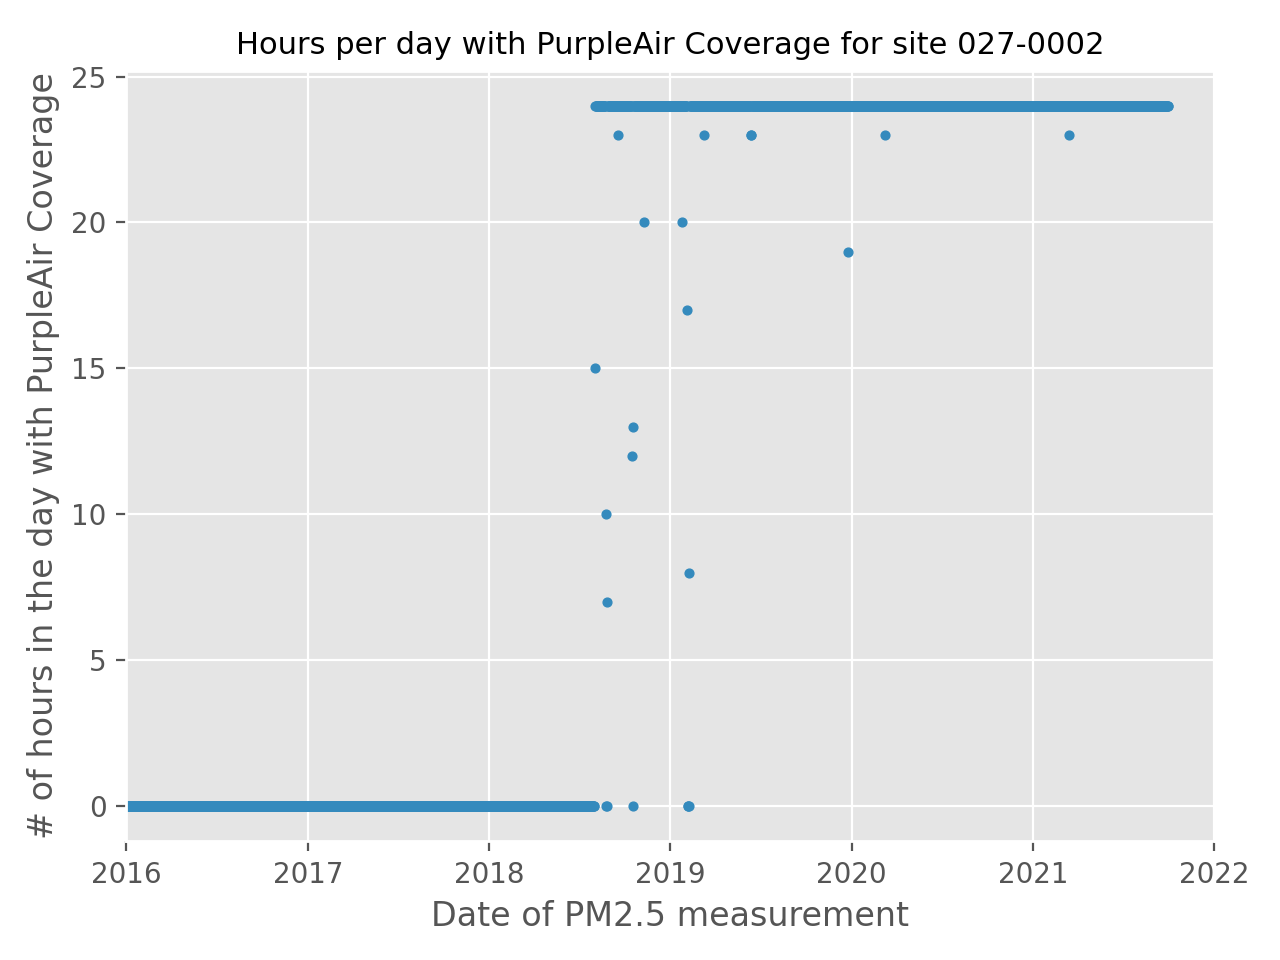 Hours per day with PurpleAir Coverage for site 027-0002
# of hours in the day with PurpleAir Coverage
25
20
15
10
5
0
2016 2017 2018 2019 2020 2021 2022
Date of PM2.5 measurement